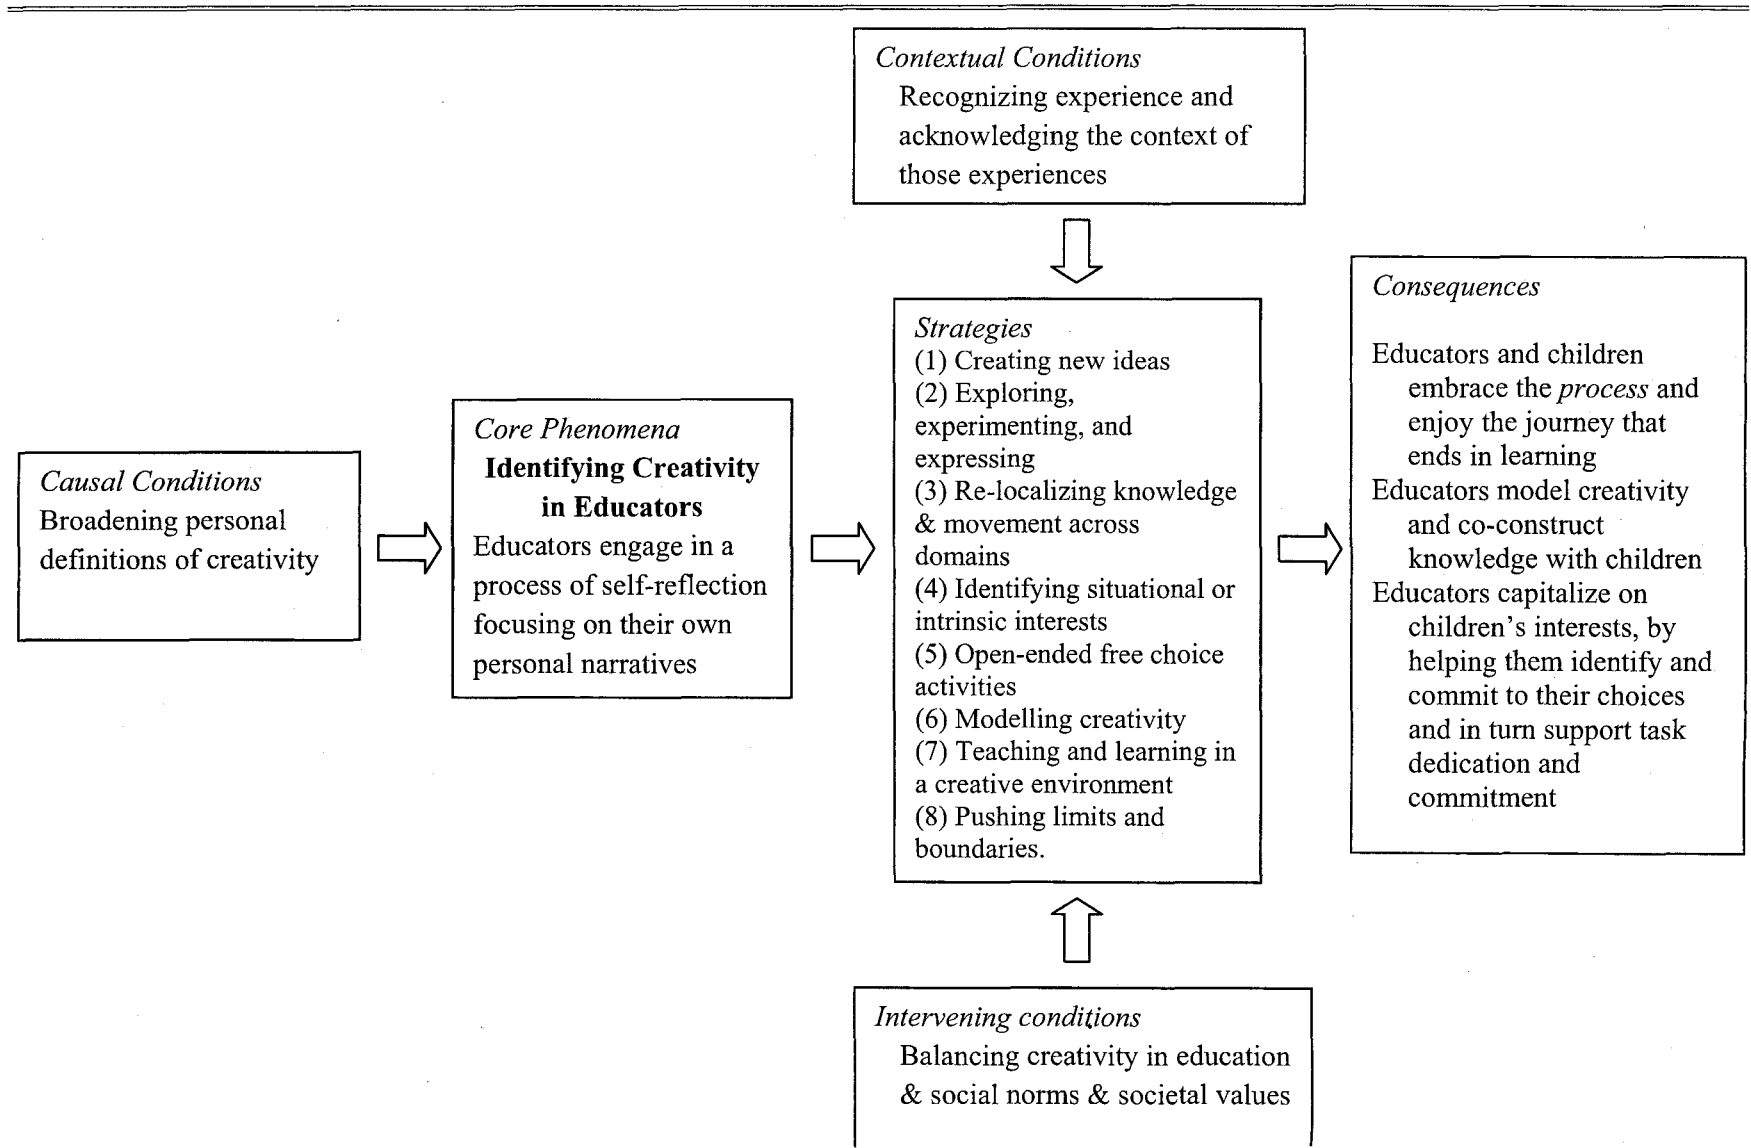 Contextual Conditions
Recognizing experience and
acknowledging the context of
those experiences
Causal Conditions
Broadening personal
definitions of creativity
Core Phenomena
Identifying Creativity
in Educators
Educators engage in a
process of self-reflection
focusing on their own
personal narratives
Strategies
(1) Creating new ideas
(2) Exploring,
experimenting, and
expressing
(3) Re-localizing knowledge
& movement across
domains
(4) Identifying situational or
intrinsic interests
(5) Open-ended free choice
activities
(6) Modelling creativity
(7) Teaching and learning in
a creative environment
(8) Pushing limits and
boundaries.
Consequences
Educators and children
embrace the process and
enjoy the journey that
ends in learning
Educators model creativity
and co-construct
knowledge with children
Educators capitalize on
children's interests, by
helping them identify and
commit to their choices
and in turn support task
dedication and
commitment
Intervening conditions
Balancing creativity in education
& social norms & societal values